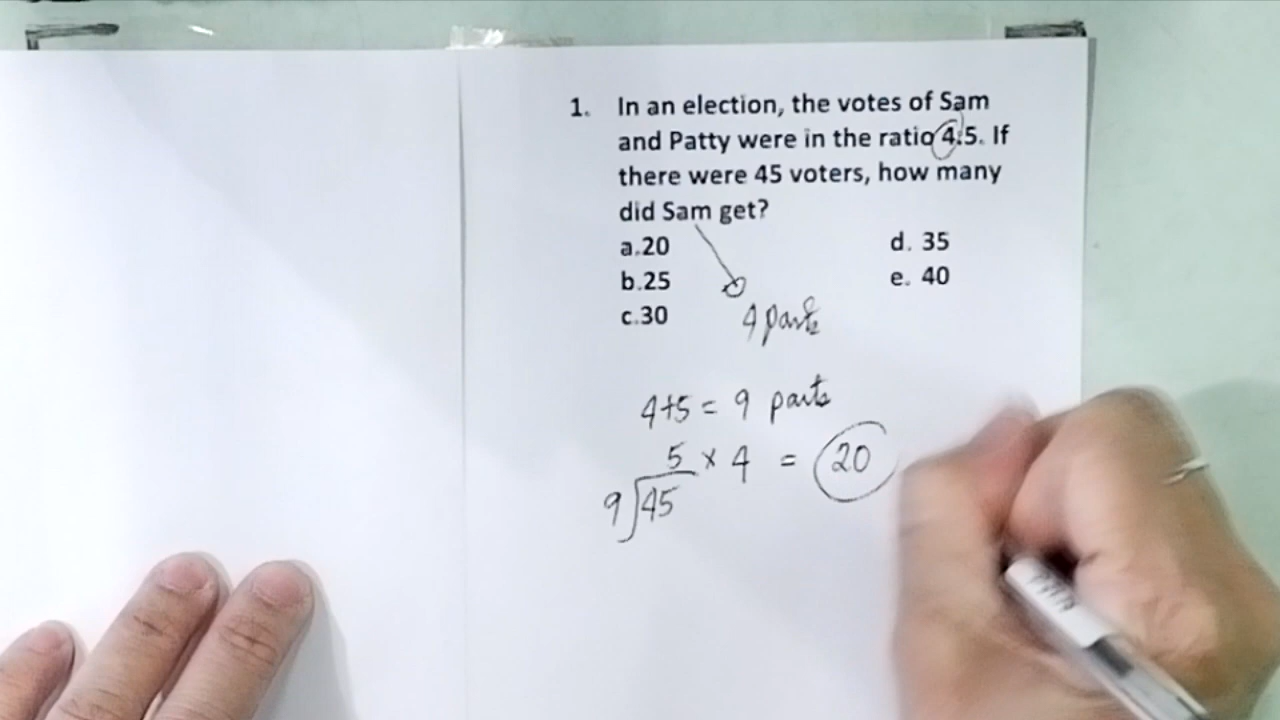 1. In an election, the votes of Sam
and Patty were in the ratio 4:5. If
there were 45 voters, how many
did Sam get?
a.20
d. 35
b.25
e. 40
c.30
4 parts
4+5 = 9 parts
5 x 4 = 20
9 45